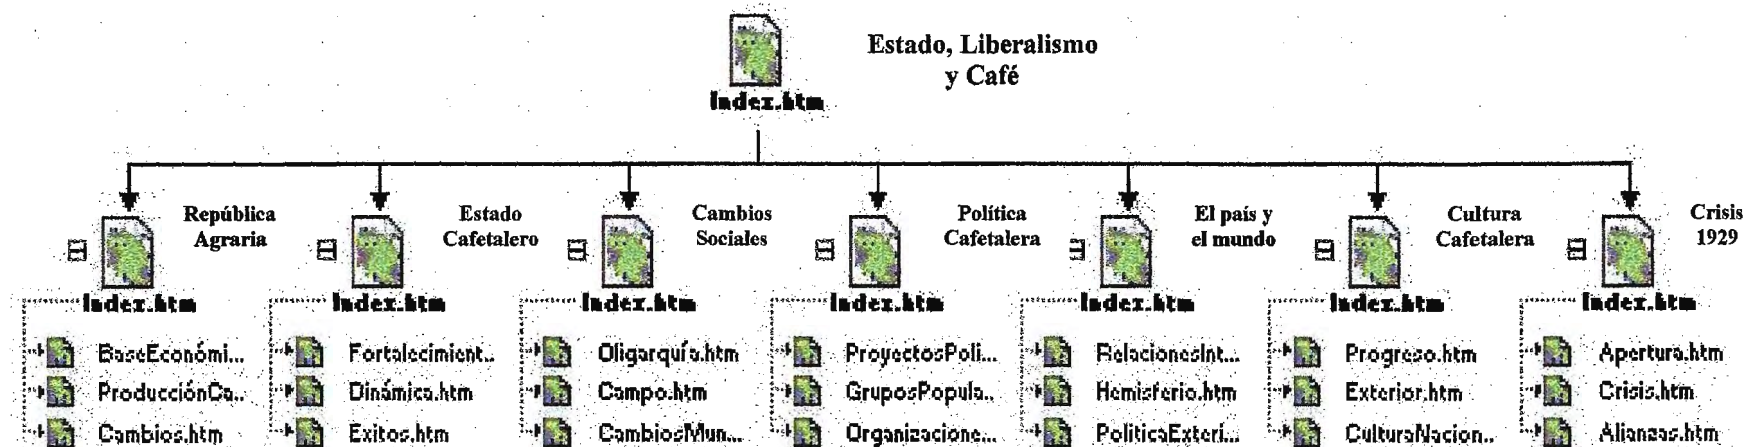 Estado, Liberalismo
y Café
Index.htm
República
Agraria
Estado
Cafetalero
Cambios
Sociales
Política
Cafetalera
El país y
el mundo
Cultura
Cafetalera
Crisis
1929
Index.htm
Index.htm
Index.htm
Index.htm
Index.htm
Index.htm
Index.htm
BaseEconómi...
Fortalecimient..
Oligarquía.htm
ProyectosPolí...
RelacionesInt...
Progreso.htm
Apertura.htm
ProducciónCa..
Dinámica.htm
Campo.htm
GruposPopula..
Hemisferio.htm
Exterior.htm
Crisis.htm
Cambios.htm
Exitos.htm
CambiosMun...
Organizacione...
PolíticaExteri...
CulturaNacion..
Alianzas.htm